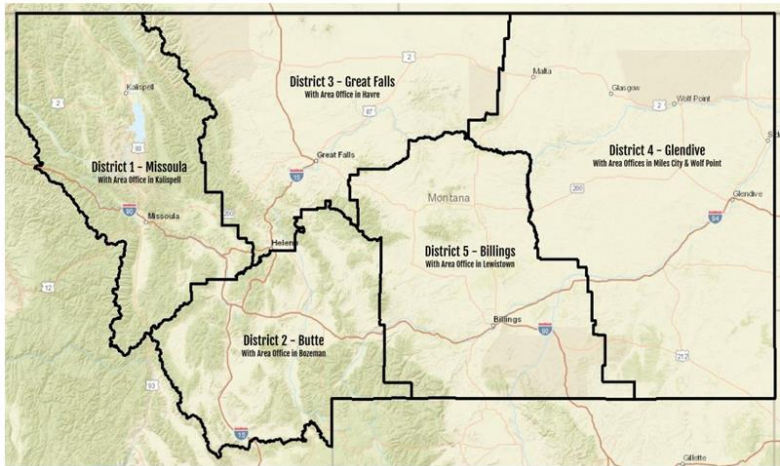 2
Malta
Kalispell
District 3 - Great Falls
With Area Office in Havre
Glasgow
2
87
2
Wolf Point
93
District 4 - Glendive
With Area Offices in Miles City & Wolf Point
Great Falls
District 1 - Missoula
With Area Office in Kalispell
15
200
Montana
Glendive
90
Missoula
200
94
Helena
District 5 - Billings
With Area Office in Lewistown
12
Billings
90
District 2 - Butte
With Area Office in Bozeman
212
93
15
Gillette